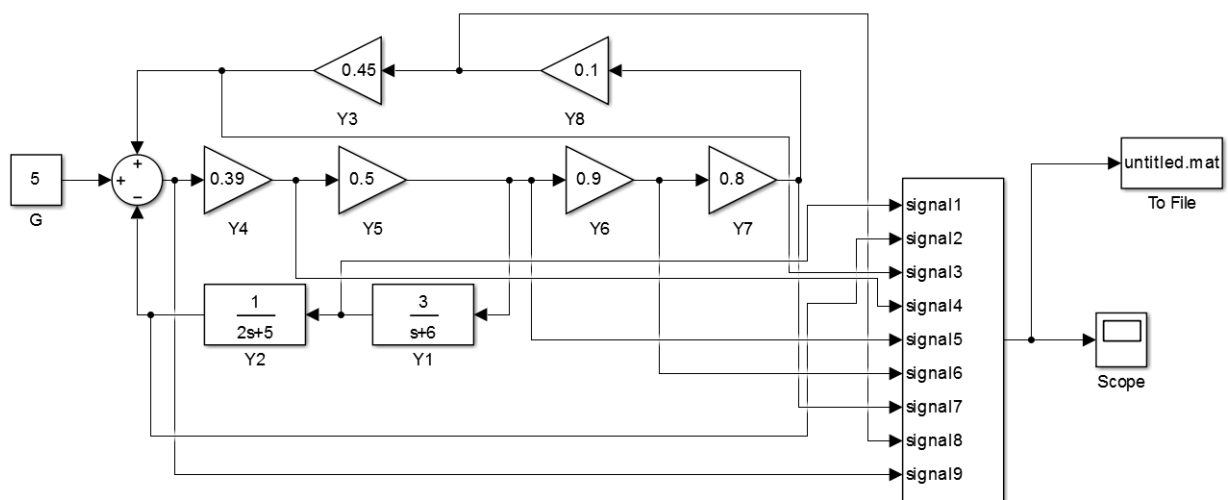 0.45
0.1
Y3
Y8
+
+
−
5
G
0.39
0.5
0.9
0.8
Y4
Y5
Y6
Y7
untitled.mat
To File
signal1
signal2
signal3
signal4
signal5
signal6
signal7
signal8
signal9
1
2s+5
Y2
3
s+6
Y1
Scope